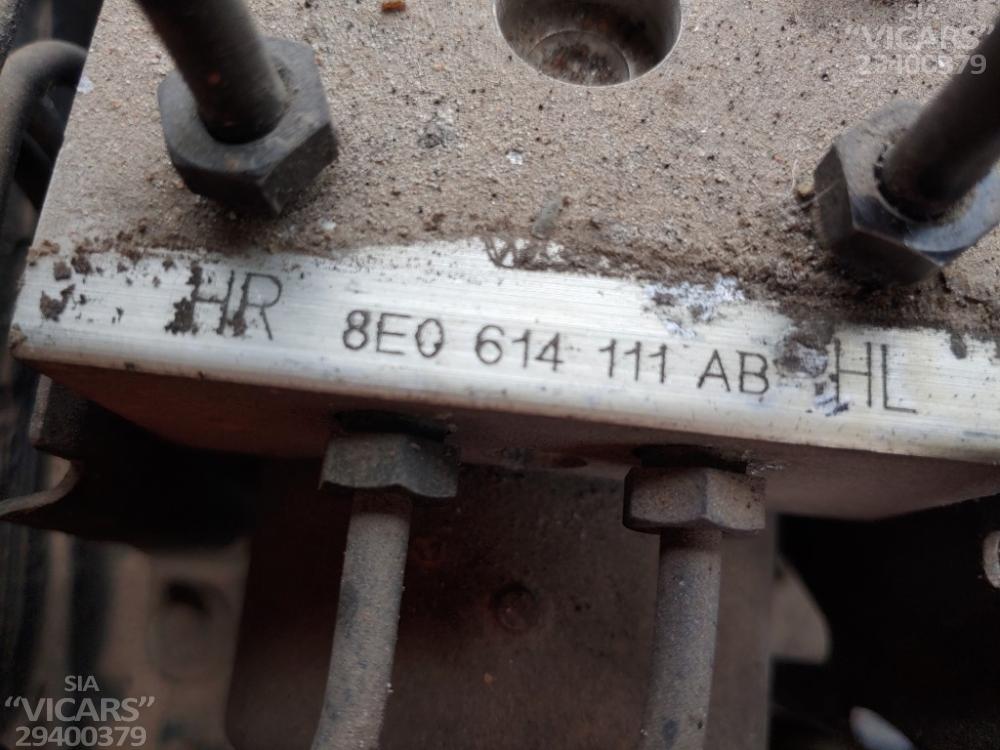 SIA
“VICARS”
29400379
HR 8E0 614 111 AB HL
SIA
“VICARS”
29400379